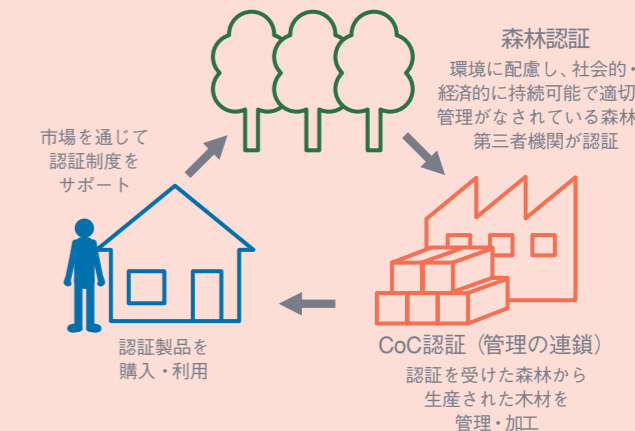 森林認証
環境に配慮し、社会的・
経済的に持続可能で適切
管理がなされている森林
第三者機関が認証
市場を通じて
認証制度を
サポート
CoC認証（管理の連鎖）
認証を受けた森林から
生産された木材を
管理・加工
認証製品を
購入・利用